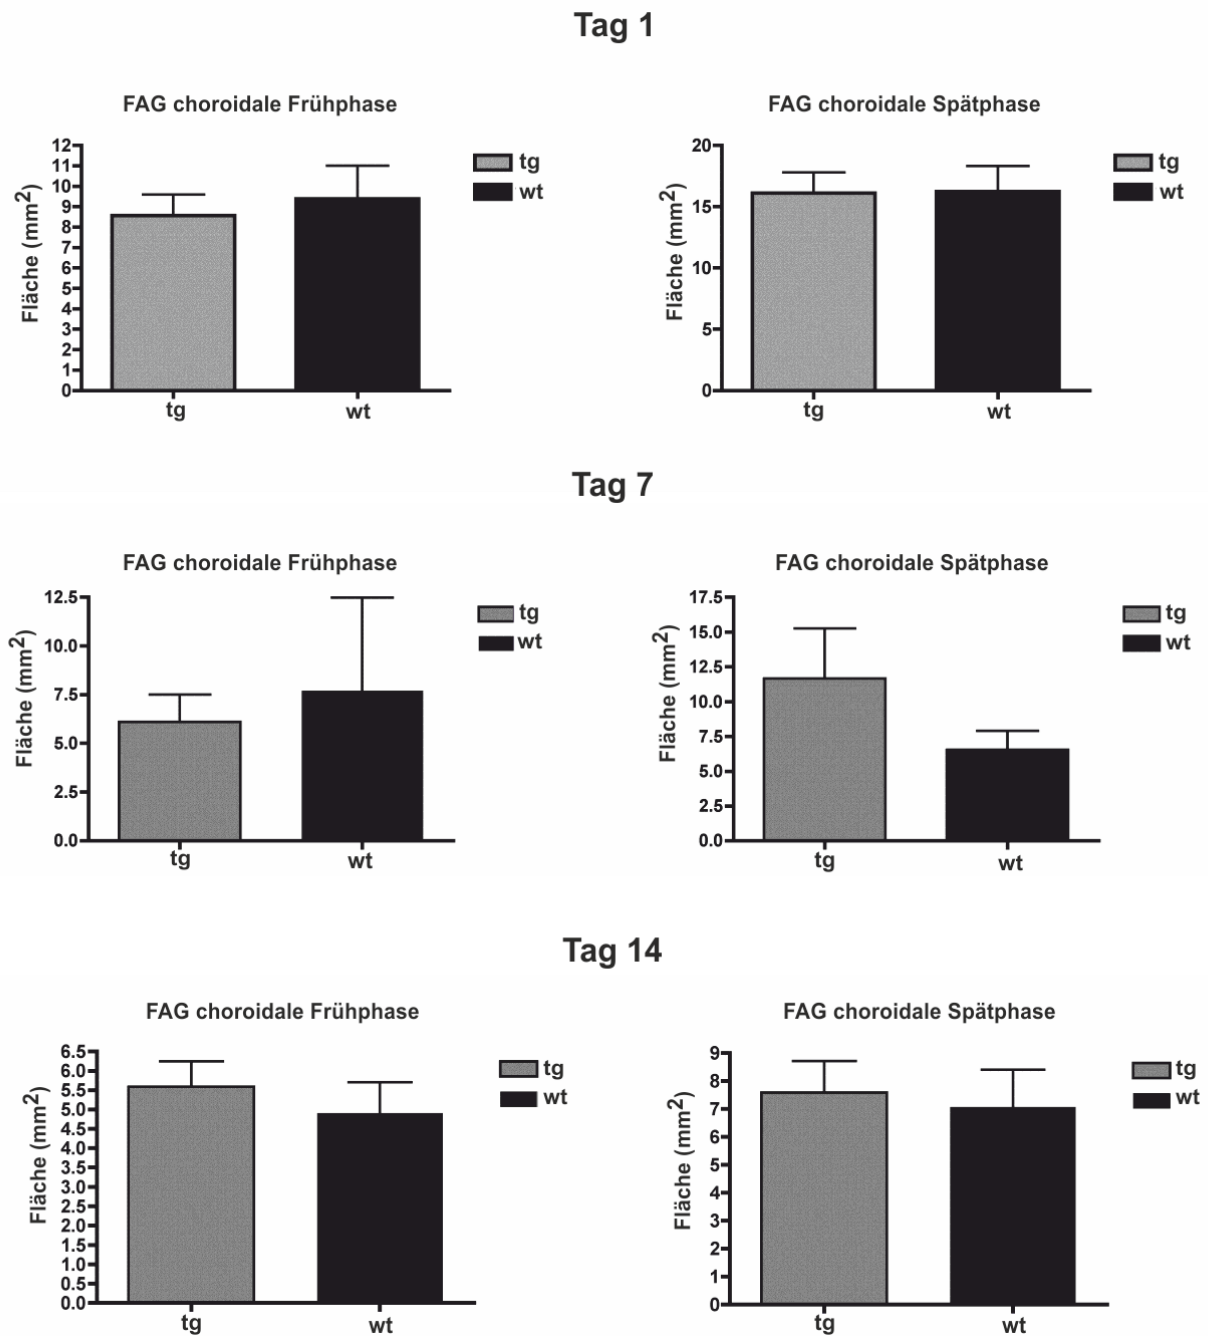 Tag 1
FAG choroidale Frühphase
Fläche (mm2)
12
11
10
9
8
7
6
5
4
3
2
1
0
tg
wt
tg
wt
FAG choroidale Spätphase
Fläche (mm2)
20
15
10
5
0
tg
wt
tg
wt
Tag 7
FAG choroidale Frühphase
Fläche (mm2)
12.5
10.0
7.5
5.0
2.5
0.0
tg
wt
tg
wt
FAG choroidale Spätphase
Fläche (mm2)
17.5
15.0
12.5
10.0
7.5
5.0
2.5
0.0
tg
wt
tg
wt
Tag 14
FAG choroidale Frühphase
Fläche (mm2)
6.5
6.0
5.5
5.0
4.5
4.0
3.5
3.0
2.5
2.0
1.5
1.0
0.5
0.0
tg
wt
tg
wt
FAG choroidale Spätphase
Fläche (mm2)
9
8
7
6
5
4
3
2
1
0
tg
wt
tg
wt